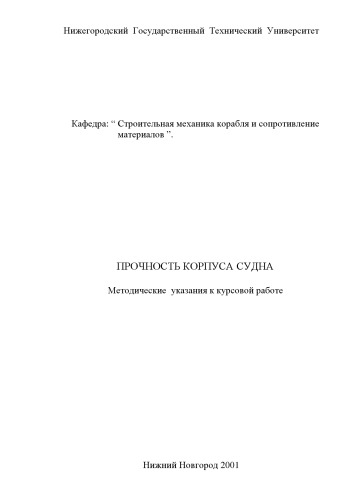 Нижегородский Государственный Технический Университет
Кафедра: “ Строительная механика корабля и сопротивление
материалов ”.
ПРОЧНОСТЬ КОРПУСА СУДНА
Методические указания к курсовой работе
Нижний Новгород 2001